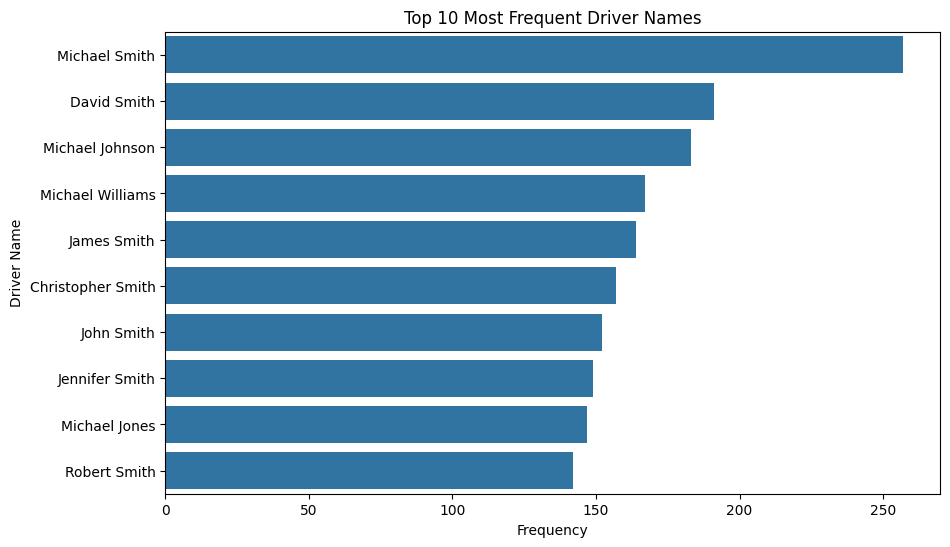 Top 10 Most Frequent Driver Names
Driver Name
Michael Smith
David Smith
Michael Johnson
Michael Williams
James Smith
Christopher Smith
John Smith
Jennifer Smith
Michael Jones
Robert Smith
0 50 100 150 200 250
Frequency